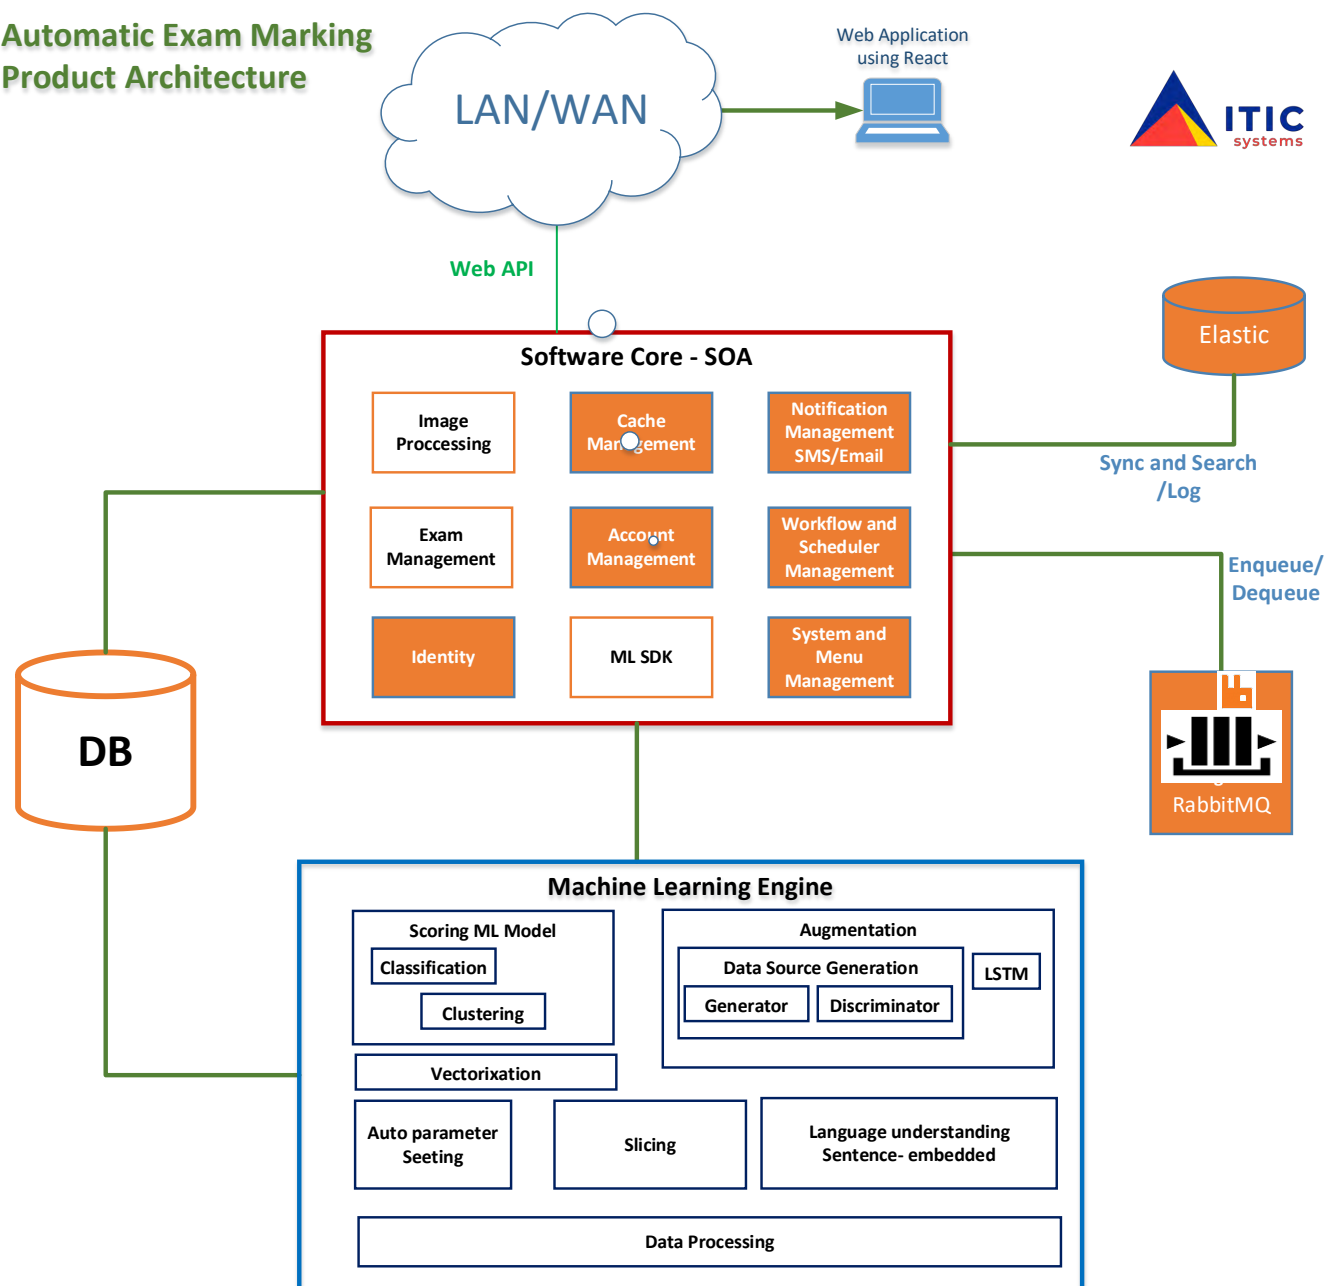 Automatic Exam Marking
Product Architecture
LAN/WAN
Web Application
using React
ITIC
systems
Web API
Elastic
Software Core - SOA
Image
Proccessing
Cache
Management
Notification
Management
SMS/Email
Sync and Search
/Log
Exam
Management
Account
Management
Workflow and
Scheduler
Management
Enqueue/
Dequeue
Identity
ML SDK
System and
Menu
Management
DB
RabbitMQ
Machine Learning Engine
Scoring ML Model
Classification
Clustering
Augmentation
Data Source Generation
LSTM
Generator
Discriminator
Vectorixation
Auto parameter
Seeting
Slicing
Language understanding
Sentence- embedded
Data Processing